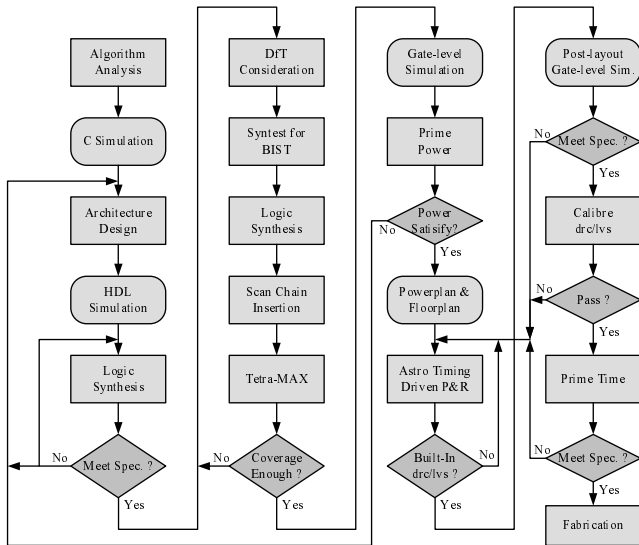 Algorithm
Analysis
C Simulation
Architecture
Design
HDL
Simulation
Logic
Synthesis
No
Meet Spec. ?
Yes
DfT
Consideration
Syntest for
BIST
Logic
Synthesis
Scan Chain
Insertion
Tetra-MAX
No
Coverage
Enough ?
Yes
Gate-level
Simulation
Prime
Power
No
Power
Satisify?
Yes
Powerplan &
Floorplan
Astro Timing
Driven P&R
Built-In
drc/lvs ?
No
Yes
Post-layout
Gate-level Sim.
No
Meet Spec. ?
Yes
Calibre
drc/lvs
No
Pass ?
Yes
Prime Time
No
Meet Spec. ?
Yes
Fabrication